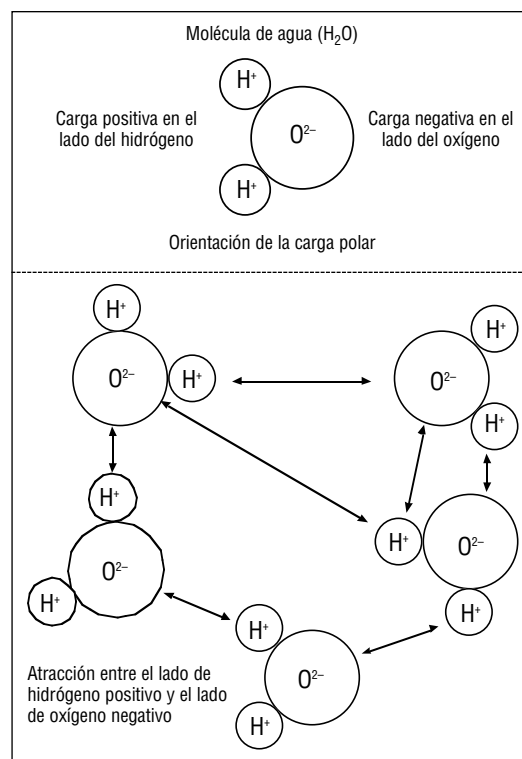 Molécula de agua (H₂O)
H⁺
Carga positiva en el
lado del hidrógeno
O²⁻
Carga negativa en el
lado del oxígeno
H⁺
Orientación de la carga polar
H⁺
H⁺
O²⁻
H⁺
O²⁻
H⁺
H⁺
O²⁻
H⁺
H⁺
O²⁻
H⁺
H⁺
O²⁻
H⁺
Atracción entre el lado de
hidrógeno positivo y el lado
de oxígeno negativo